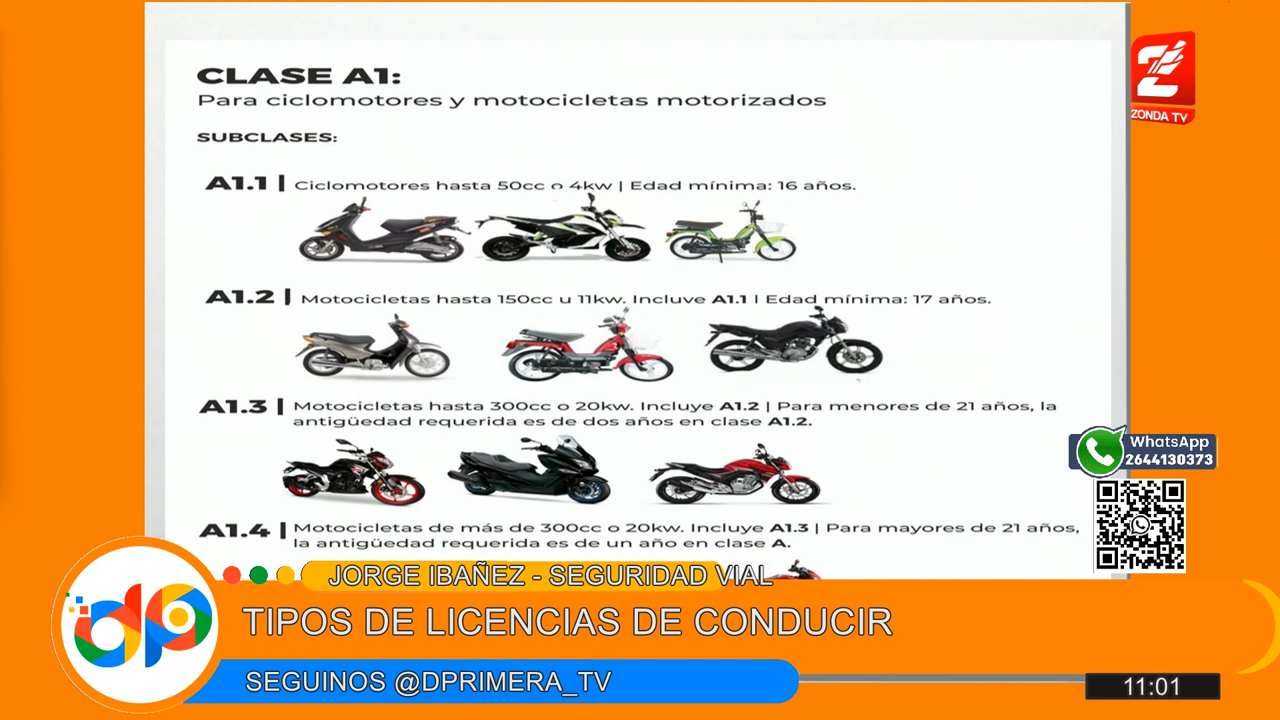 CLASE A1:
Para ciclomotores y motocicletas motorizados
SUBCLASES:
A1.1 | Ciclomotores hasta 50cc o 4kw | Edad mínima: 16 años.
A1.2 | Motocicletas hasta 150cc u 11kw. Incluye A1.1 | Edad mínima: 17 años.
A1.3 | Motocicletas hasta 300cc o 20kw. Incluye A1.2 | Para menores de 21 años, la
antigüedad requerida es de dos años en clase A1.2.
A1.4 | Motocicletas de más de 300cc o 20kw. Incluye A1.3 | Para mayores de 21 años,
la antigüedad requerida es de un año en clase A.
ZONDA TV
WhatsApp
2644130373
JORGE IBAÑEZ - SEGURIDAD VIAL
dp
TIPOS DE LICENCIAS DE CONDUCIR
SEGUINOS @DPRIMERA_TV
11:01